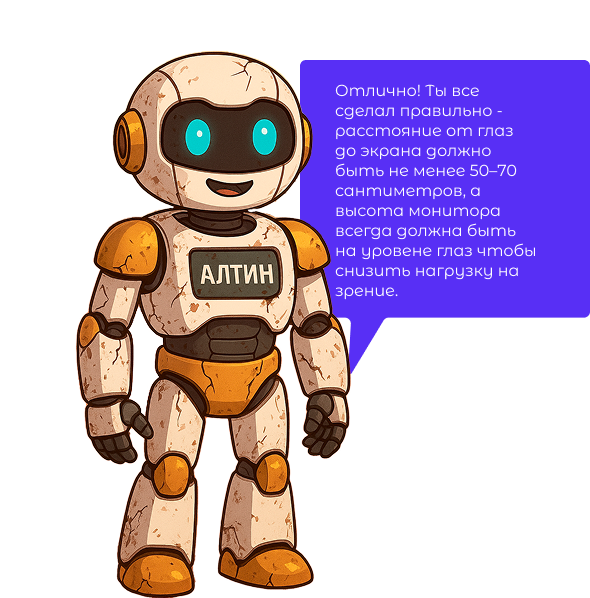 Отлично! Ты все
сделал правильно -
расстояние от глаз
до экрана должно
быть не менее 50–70
сантиметров, а
высота монитора
всегда должна быть
на уровене глаз чтобы
снизить нагрузку на
зрение.
АЛТИН